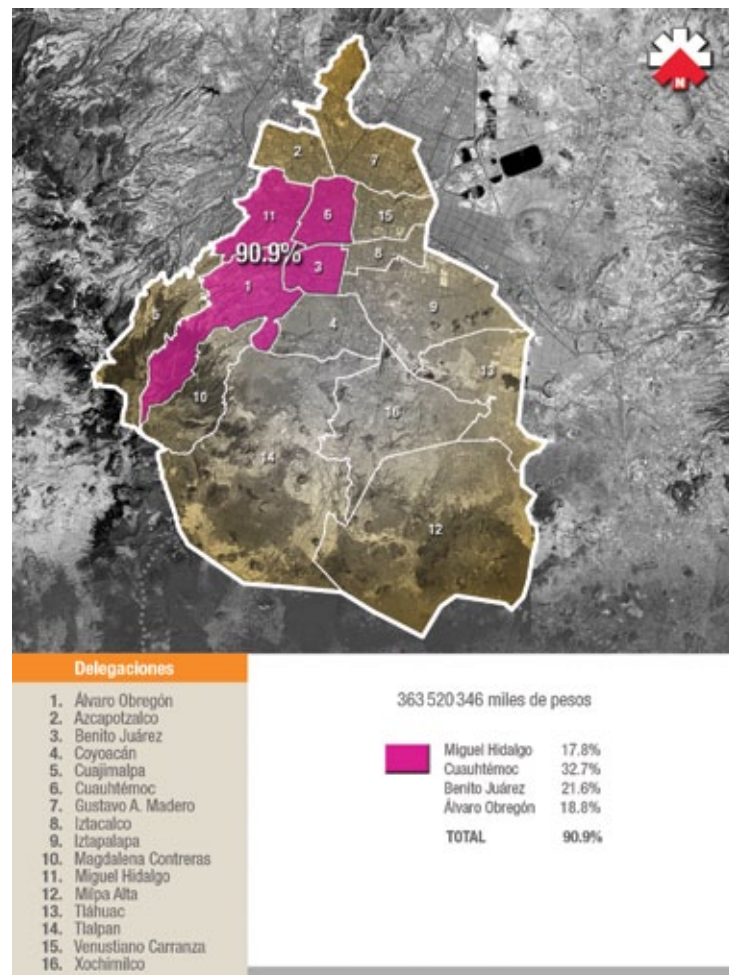 N
2
7
11
6
15
90.9%
3
8
1
5
4
9
10
13
16
14
12
Delegaciones
1. Álvaro Obregón
2. Azcapotzalco
3. Benito Juárez
4. Coyoacán
5. Cuajimalpa
6. Cuauhtémoc
7. Gustavo A. Madero
8. Iztacalco
9. Iztapalapa
10. Magdalena Contreras
11. Miguel Hidalgo
12. Milpa Alta
13. Tláhuac
14. Tlalpan
15. Venustiano Carranza
16. Xochimilco
363 520 346 miles de pesos
Miguel Hidalgo 17.8%
Cuauhtémoc 32.7%
Benito Juárez 21.6%
Álvaro Obregón 18.8%
TOTAL 90.9%